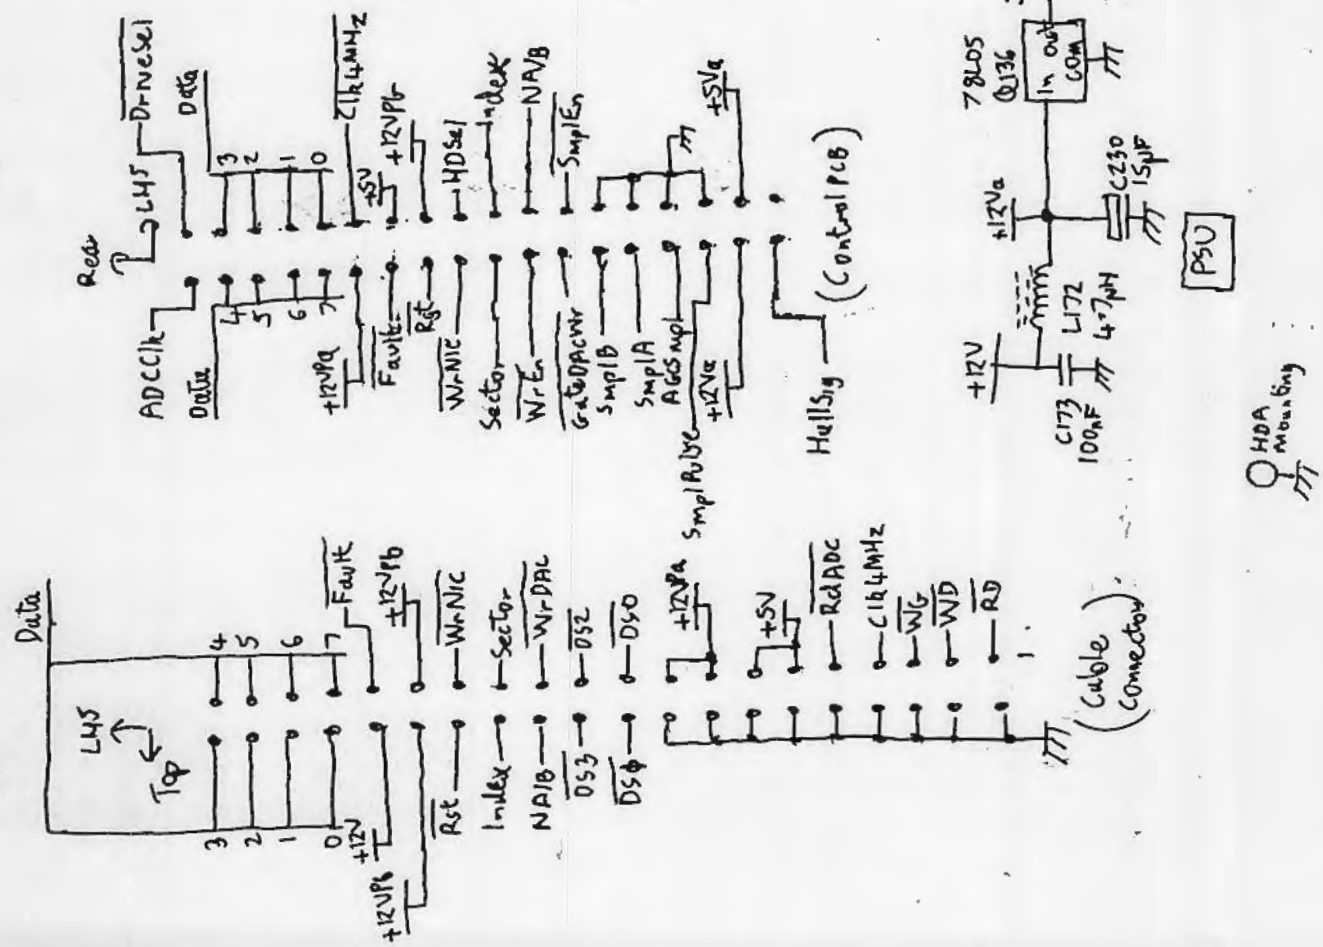 Rear
LHS
DriveSel
ADCClk
Data
3
2
1
0
Data
4
5
6
7
Clk4MHz
+5V
+12VPb
+12VPa
Fault
Rst
HDSel
WrNIC
Index
Sector
NA/B
WrEn
SmplEn
GateDACWr
SmplB
SmplA
AGCSmpl
SmplPulse
+5Va
+12Va
HallSig
(Control PCB)
78L05
Q136
In
Out
Com
+12Va
C230
15µF
L172
4.7µH
+12V
C173
100nF
PSU
HDA
Mounting
Data
LHS
Top
3
2
1
0
4
5
6
7
+12V
Fault
+12VPb
+12VPb
Rst
WrNIC
Index
Sector
NA/B
WrDAC
DS3
DS2
DSφ
DS0
+12VPa
+5V
RdADC
Clk4MHz
WG
WD
RD
(Cable
Connector)